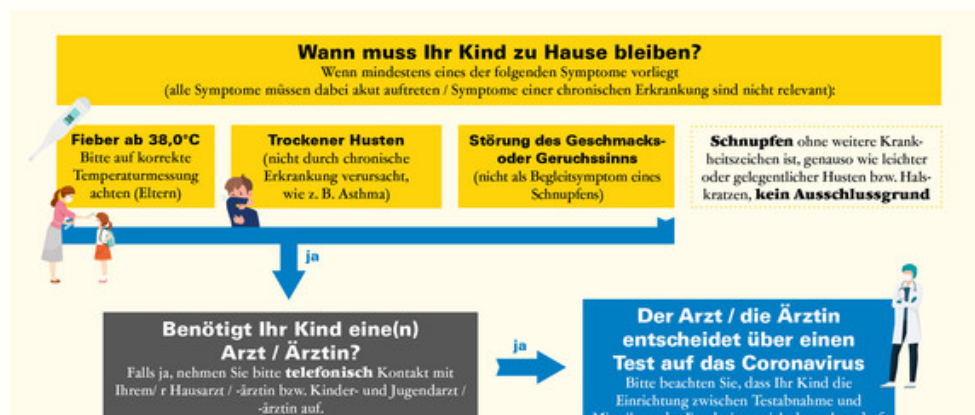 Wann muss Ihr Kind zu Hause bleiben?
Wenn mindestens eines der folgenden Symptome vorliegt
(alle Symptome müssen dabei akut auftreten / Symptome einer chronischen Erkrankung sind nicht relevant):
Fieber ab 38,0°C
Bitte auf korrekte
Temperaturmessung
achten (Eltern)
Trockener Husten
(nicht durch chronische
Erkrankung verursacht,
wie z. B. Asthma)
Störung des Geschmacks-
oder Geruchssinns
(nicht als Begleitsymptom eines
Schnupfens)
Schnupfen ohne weitere Krank-
heitszeichen ist, genauso wie leichter
oder gelegentlicher Husten bzw. Hals-
kratzen, kein Ausschlussgrund
ja
Benötigt Ihr Kind eine(n)
Arzt / Ärztin?
Falls ja, nehmen Sie bitte telefonisch Kontakt mit
Ihrem/ r Hausarzt / -ärztin bzw. Kinder- und Jugendarzt /
-ärztin auf.
ja
Der Arzt / die Ärztin
entscheidet über einen
Test auf das Coronavirus
Bitte beachten Sie, dass Ihr Kind die
Einrichtung zwischen Testabnahme und